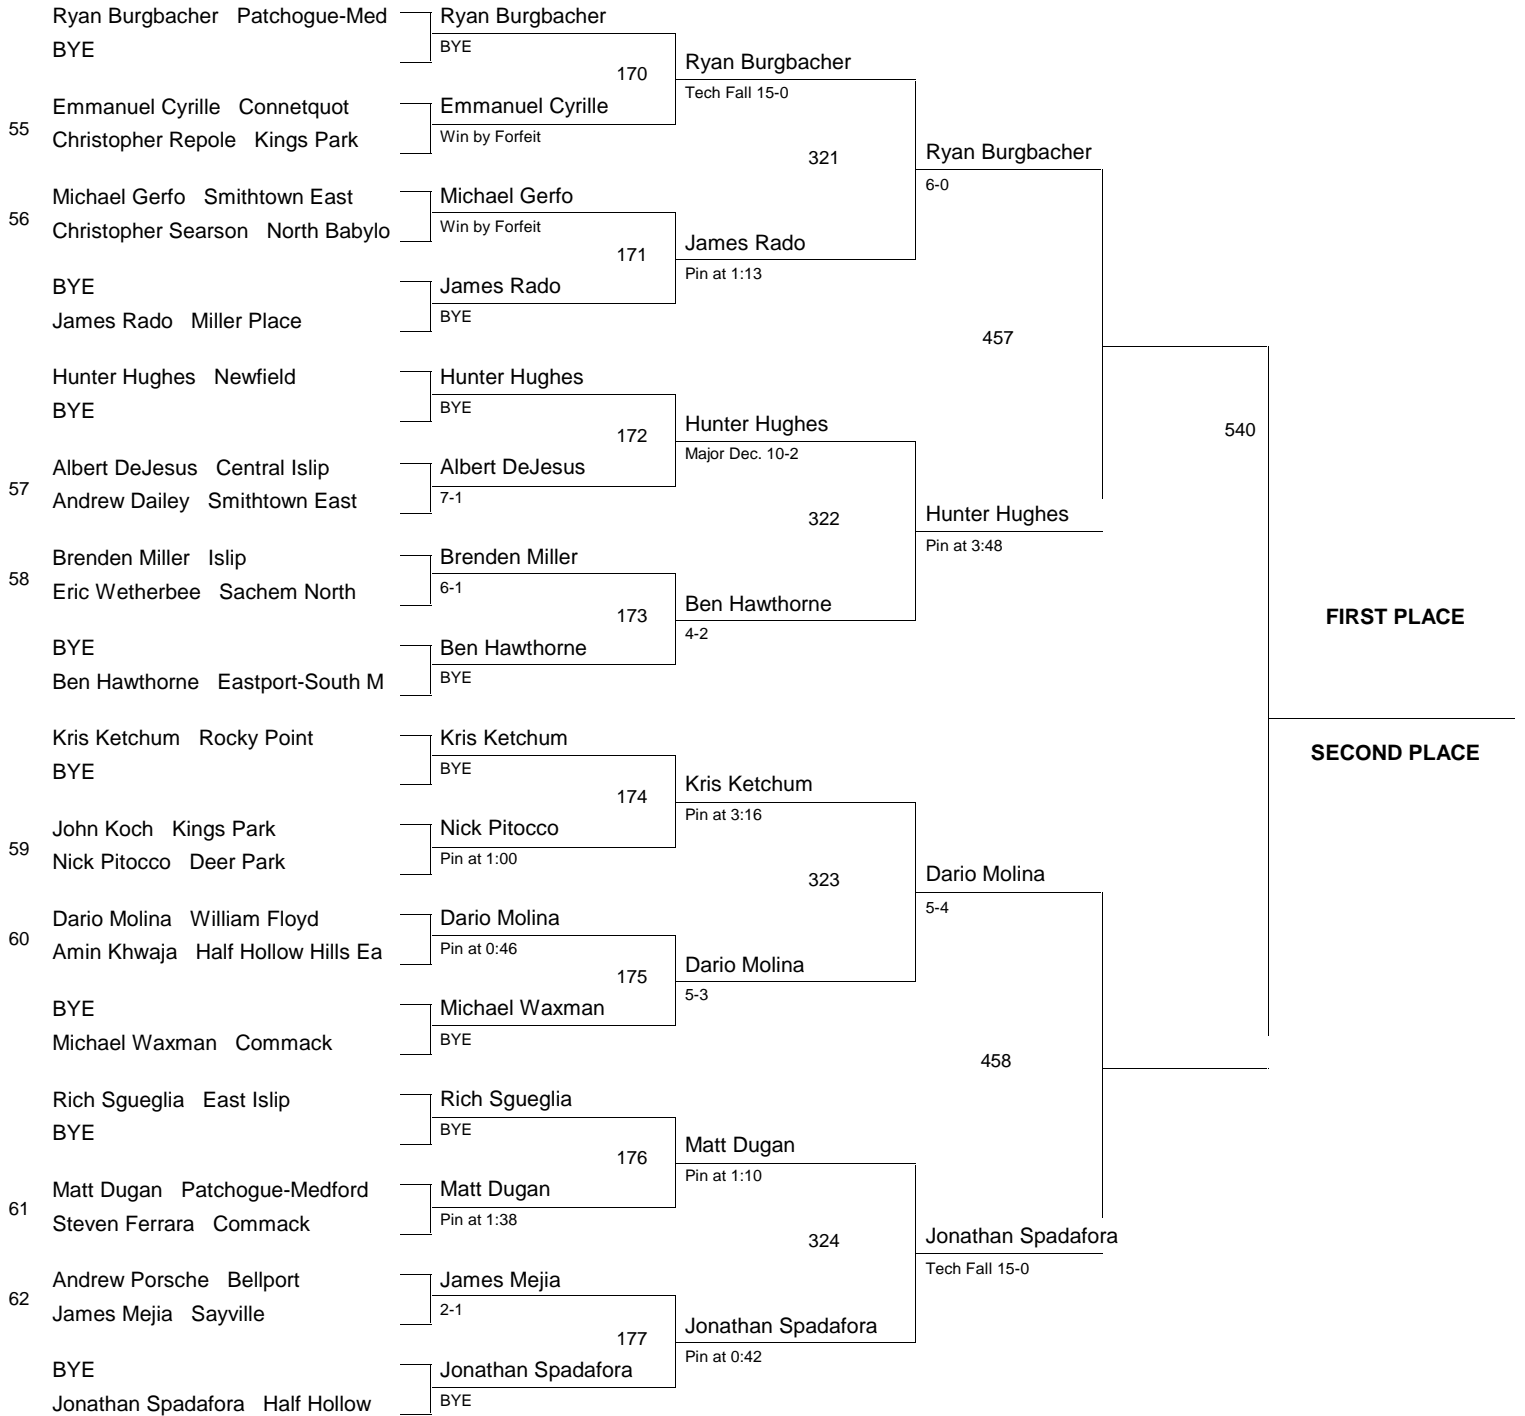 Ryan Burgbacher Patchogue-Med
BYE
55
Emmanuel Cyrille Connetquot
Christopher Repole Kings Park
56
Michael Gerfo Smithtown East
Christopher Searson North Babylo
BYE
James Rado Miller Place
Hunter Hughes Newfield
BYE
57
Albert DeJesus Central Islip
Andrew Dailey Smithtown East
58
Brenden Miller Islip
Eric Wetherbee Sachem North
BYE
Ben Hawthorne Eastport-South M
Kris Ketchum Rocky Point
BYE
59
John Koch Kings Park
Nick Pitocco Deer Park
60
Dario Molina William Floyd
Amin Khwaja Half Hollow Hills Ea
BYE
Michael Waxman Commack
Rich Sgueglia East Islip
BYE
61
Matt Dugan Patchogue-Medford
Steven Ferrara Commack
62
Andrew Porsche Bellport
James Mejia Sayville
BYE
Jonathan Spadafora Half Hollow
Ryan Burgbacher
BYE
170
Emmanuel Cyrille
Win by Forfeit
Michael Gerfo
Win by Forfeit
171
James Rado
BYE
Hunter Hughes
BYE
172
Albert DeJesus
7-1
Brenden Miller
6-1
173
Ben Hawthorne
BYE
Kris Ketchum
BYE
174
Nick Pitocco
Pin at 1:00
Dario Molina
Pin at 0:46
175
Michael Waxman
BYE
Rich Sgueglia
BYE
176
Matt Dugan
Pin at 1:38
James Mejia
2-1
177
Jonathan Spadafora
BYE
Ryan Burgbacher
Tech Fall 15-0
321
James Rado
Pin at 1:13
Hunter Hughes
Major Dec. 10-2
322
Ben Hawthorne
4-2
Kris Ketchum
Pin at 3:16
323
Dario Molina
5-3
Matt Dugan
Pin at 1:10
324
Jonathan Spadafora
Pin at 0:42
Ryan Burgbacher
6-0
457
Hunter Hughes
Pin at 3:48
Dario Molina
5-4
458
Jonathan Spadafora
Tech Fall 15-0
540
FIRST PLACE
SECOND PLACE